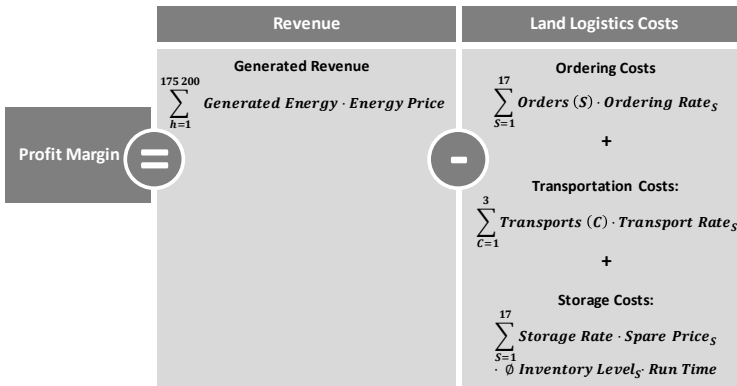 Revenue
Land Logistics Costs
Profit Margin
=
-
Generated Revenue
175 200
∑ Generated Energy · Energy Price
h=1
Ordering Costs
17
∑ Orders (S) · Ordering Rate_S
S=1
+
Transportation Costs:
3
∑ Transports (C) · Transport Rate_S
C=1
+
Storage Costs:
17
∑ Storage Rate · Spare Price_S
S=1
· ∅ Inventory Level_S · Run Time